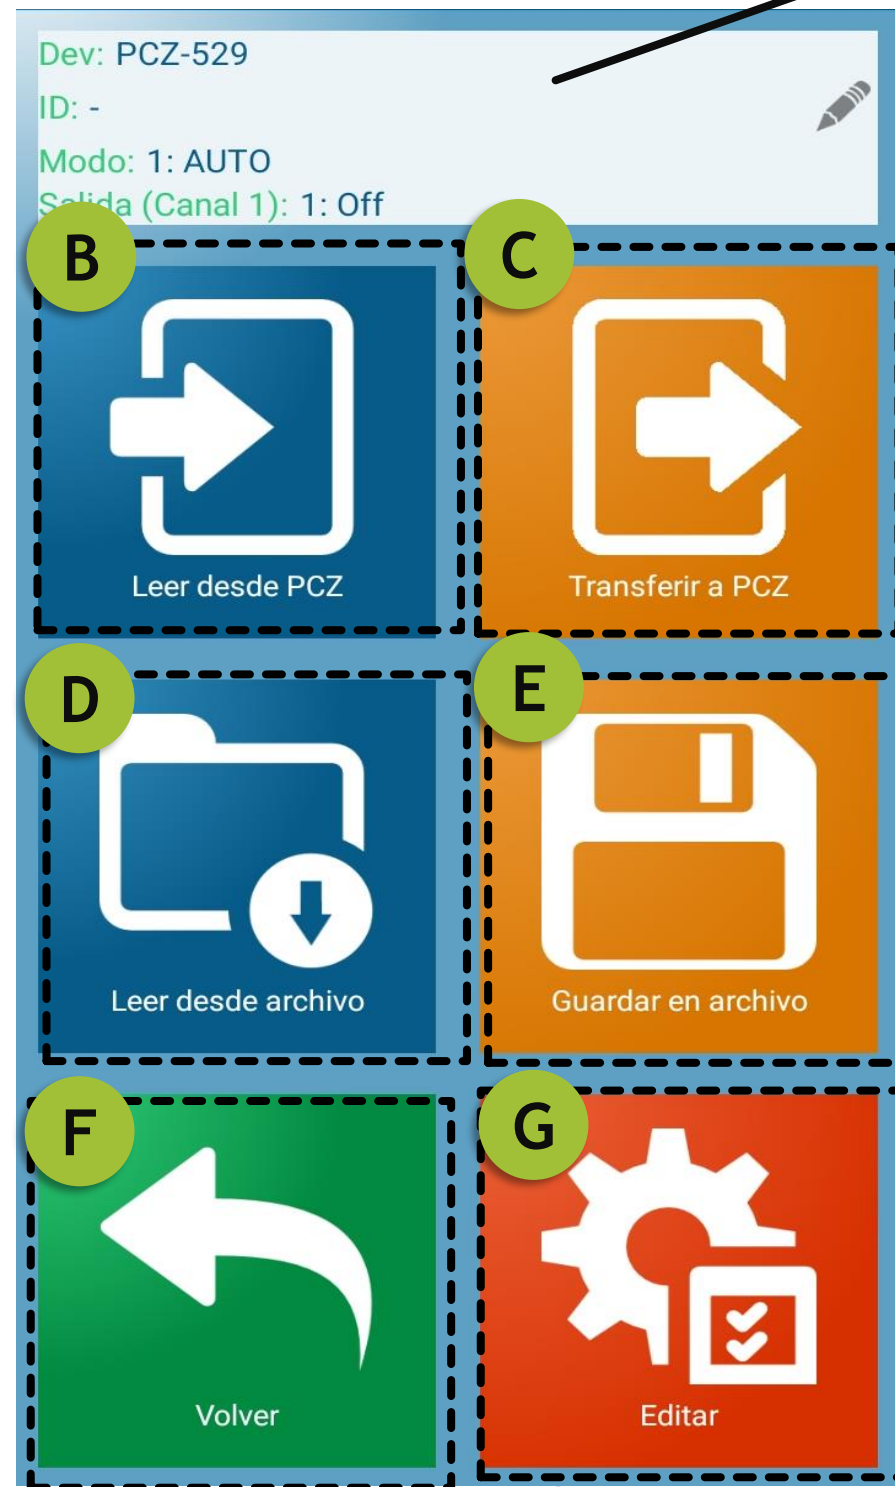 Dev: PCZ-529
ID: -
Modo: 1: AUTO
Salida (Canal 1): 1: Off
B
C
Leer desde PCZ
Transferir a PCZ
D
E
Leer desde archivo
Guardar en archivo
F
G
Volver
Editar